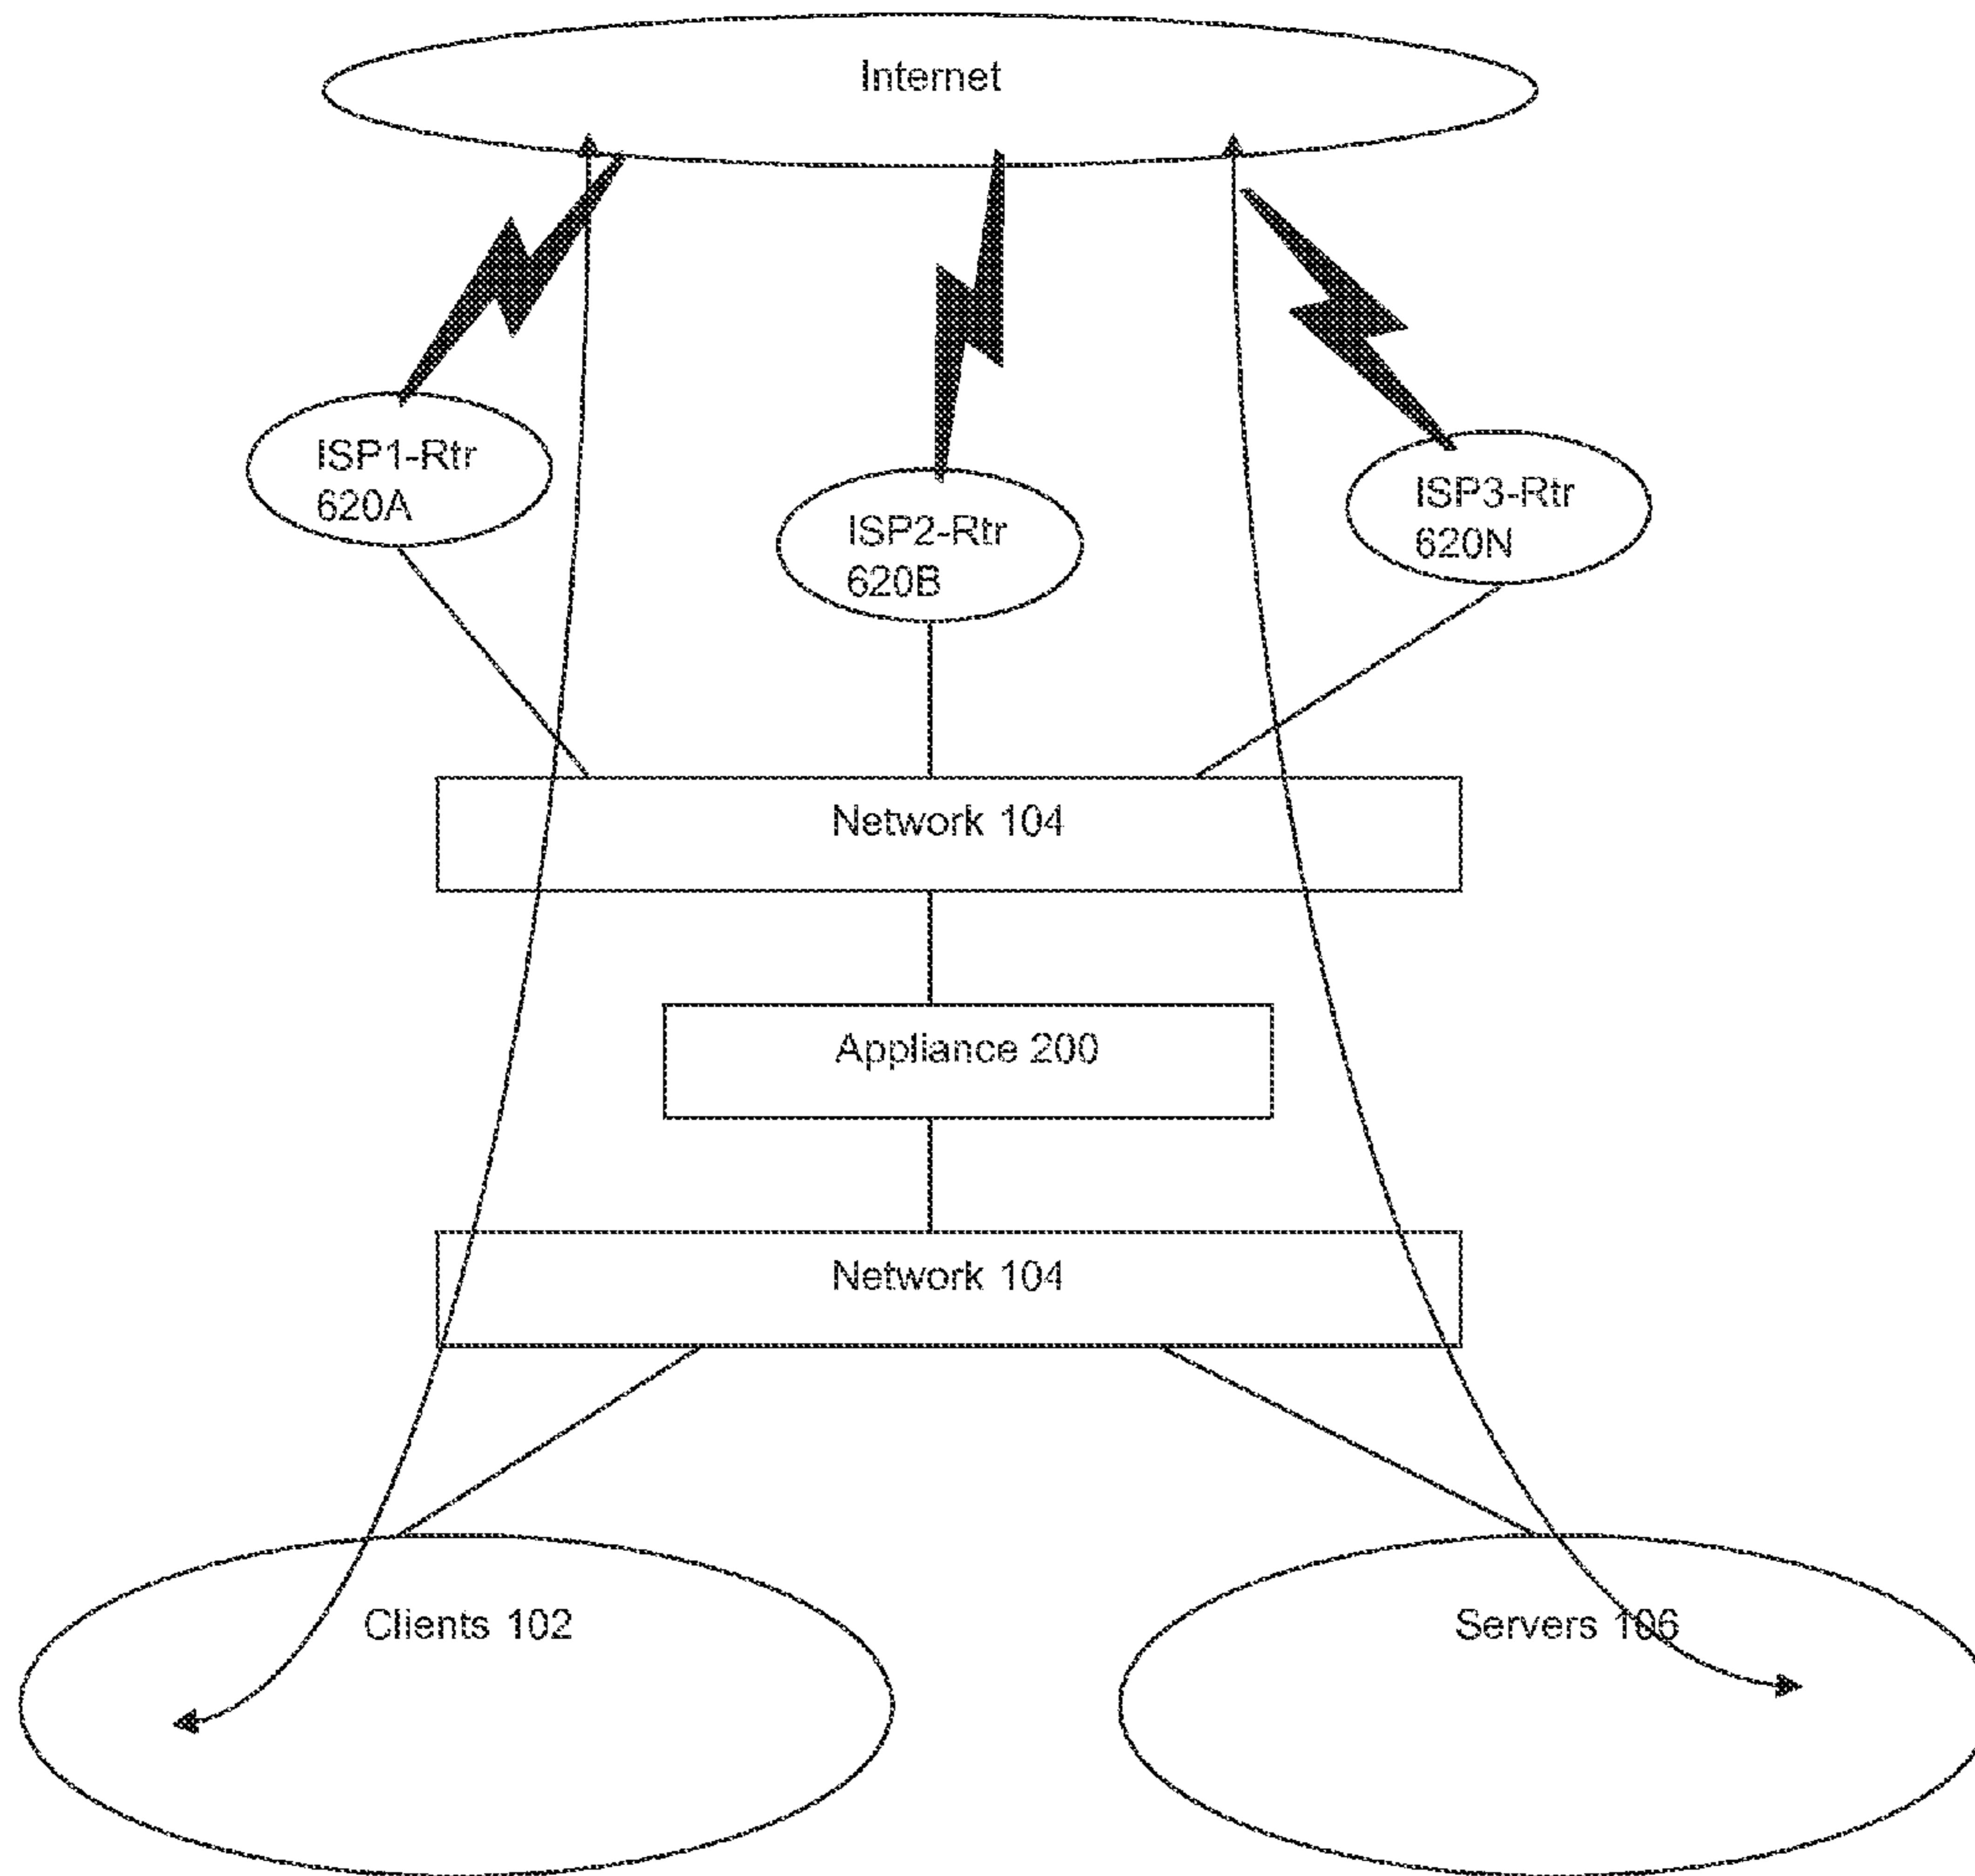 Internet
ISP1-Rtr
620A
ISP2-Rtr
620B
ISP3-Rtr
620N
Network 104
Appliance 200
Network 104
Clients 102
Servers 106